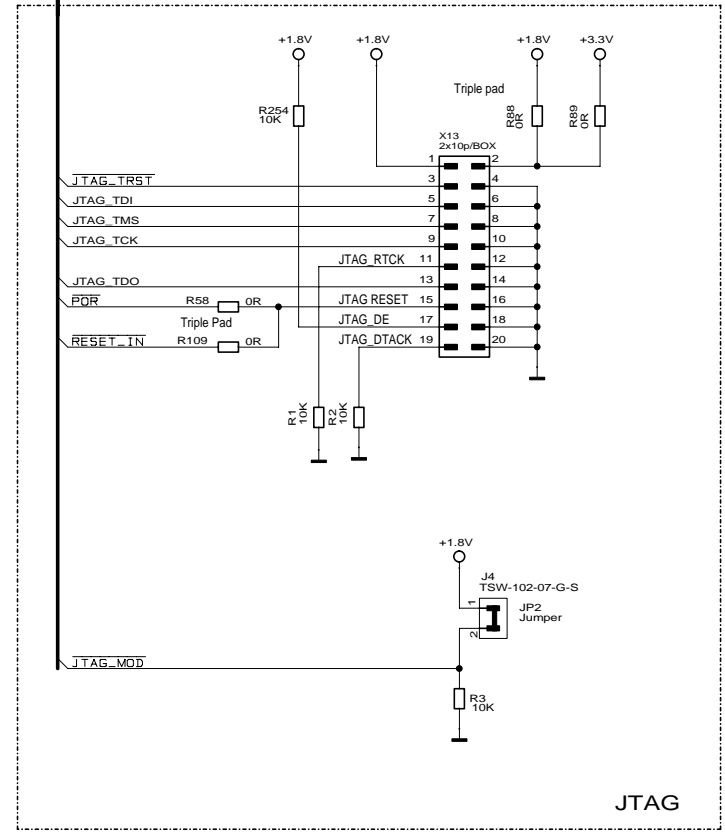 +1.8V +1.8V +1.8V +3.3V
Triple pad
R254
10K
R88
0R
R89
0R
X13
2x10p/BOX
1 2
JTAG_TRST 3 4
JTAG_TDI 5 6
JTAG_TMS 7 8
JTAG_TCK 9 10
JTAG_RTCK 11 12
JTAG_TDO 13 14
POR R58 0R JTAG RESET 15 16
Triple Pad
JTAG_DE 17 18
RESET_IN R109 0R JTAG_DTACK 19 20
R1
10K
R2
10K
+1.8V
J4
TSW-102-07-G-S
1
JP2
Jumper
2
JTAG_MOD
R3
10K
JTAG